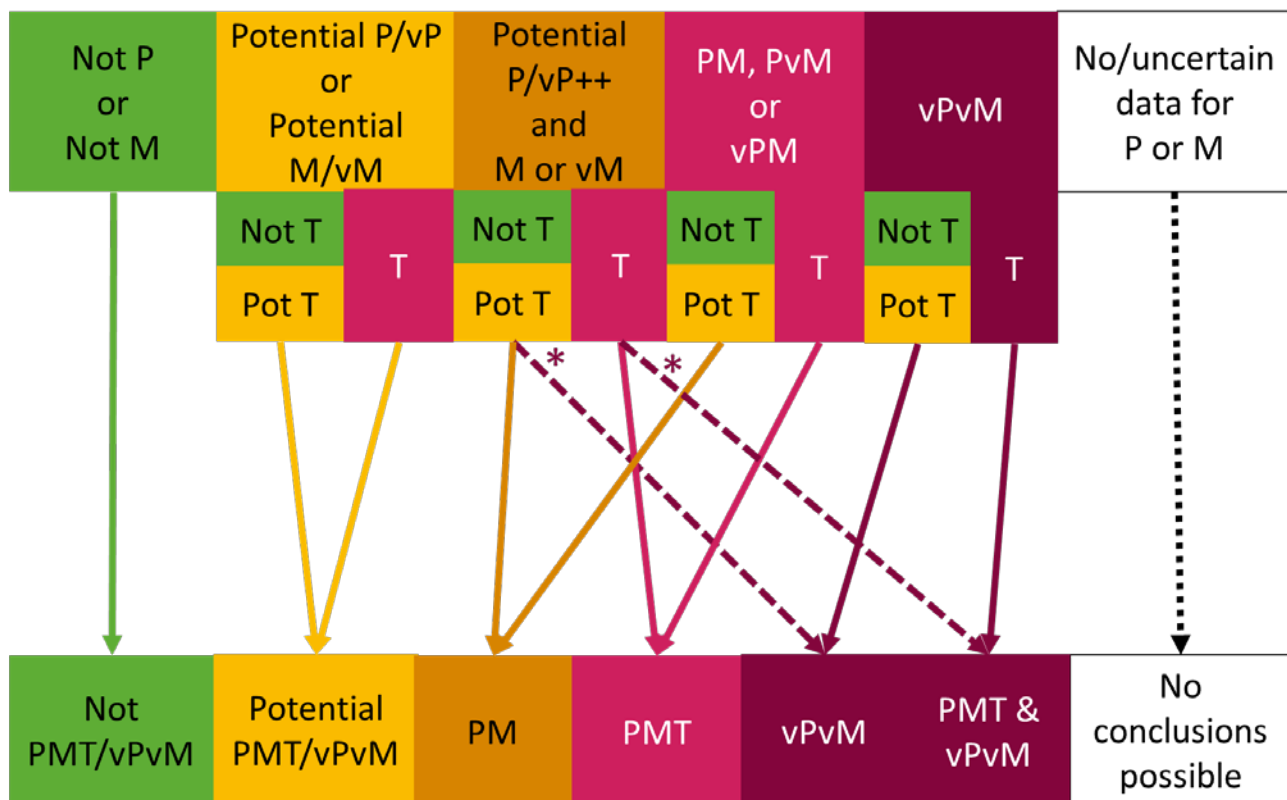 Not P
or
Not M
Potential P/vP
or
Potential
M/vM
Potential
P/vP++
and
M or vM
PM, PvM
or
vPM
vPvM
No/uncertain
data for
P or M
Not T
Pot T
T
Not T
Pot T
T
Not T
Pot T
T
Not T
Pot T
T
*
*
Not
PMT/vPvM
Potential
PMT/vPvM
PM
PMT
vPvM
PMT &
vPvM
No
conclusions
possible